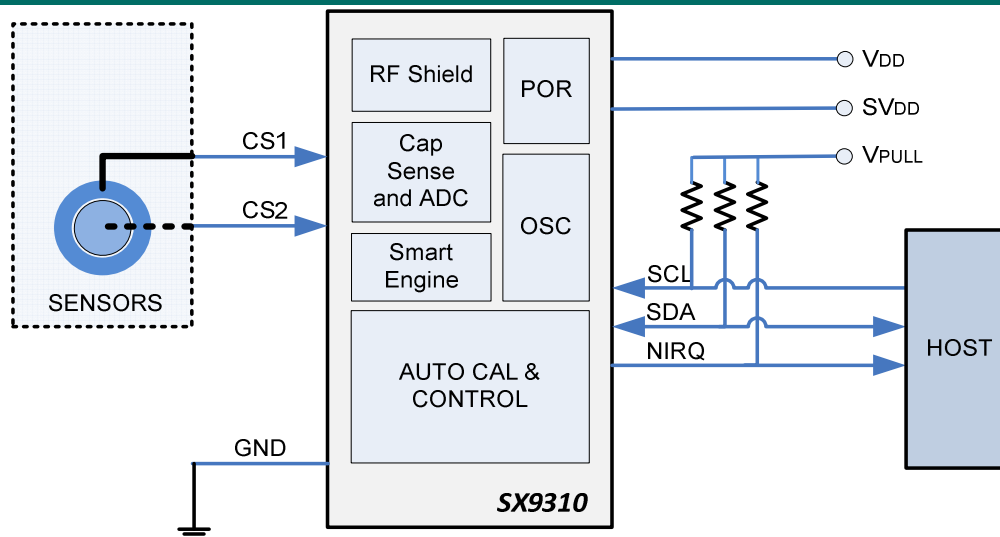 RF Shield
POR
Cap
Sense
and ADC
OSC
Smart
Engine
AUTO CAL &
CONTROL
SX9310
CS1
CS2
SENSORS
GND
VDD
SVDD
VPULL
SCL
SDA
NIRQ
HOST